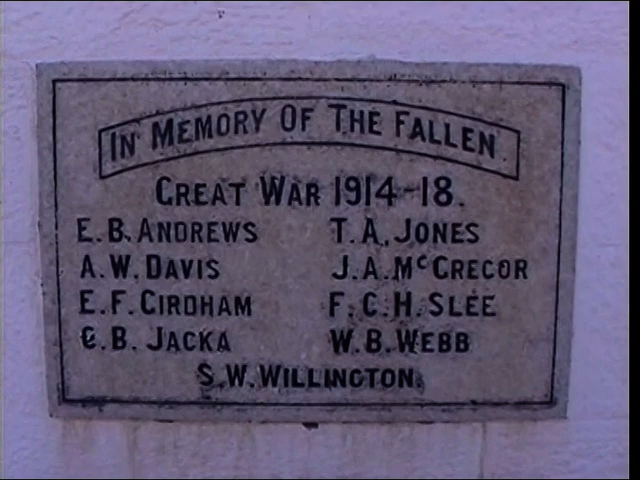 IN MEMORY OF THE FALLEN.
GREAT WAR 1914-18.
E. B. ANDREWS T. A. JONES
A. W. DAVIS J. A. McGREGOR
E. F. GIRDHAM F. C. H. SLEE
C. B. JACKA W. B. WEBB
S. W. WILLINGTON.